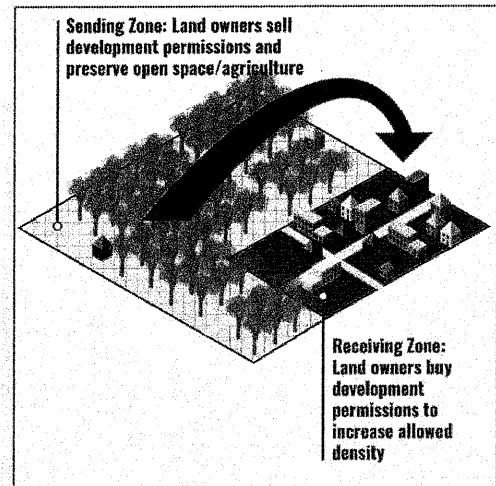 Sending Zone: Land owners sell
development permissions and
preserve open space/agriculture
Receiving Zone:
Land owners buy
development
permissions to
increase allowed
density